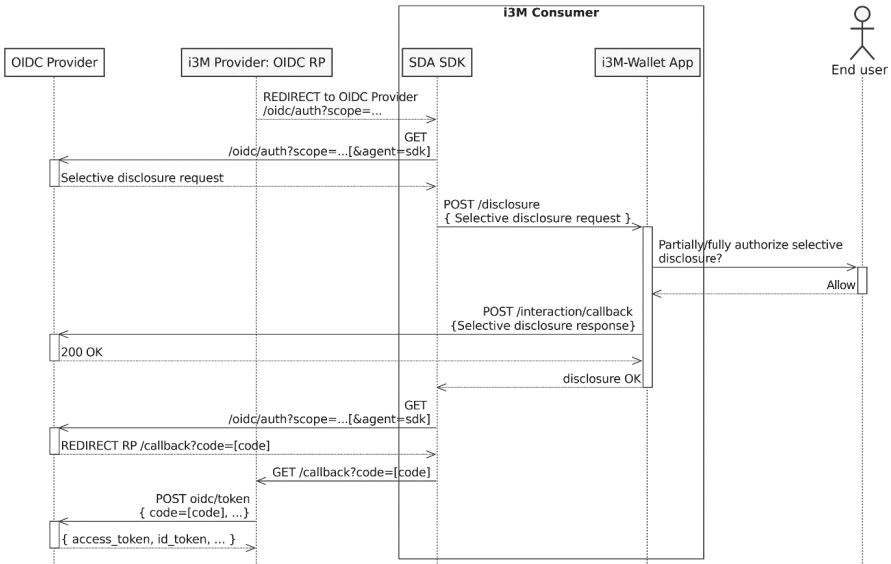 i3M Consumer
OIDC Provider
i3M Provider: OIDC RP
SDA SDK
i3M-Wallet App
End user
REDIRECT to OIDC Provider
/oidc/auth?scope=...
GET
/oidc/auth?scope=...[&agent=sdk]
Selective disclosure request
POST /disclosure
{ Selective disclosure request }
Partially/fully authorize selective
disclosure?
Allow
POST /interaction/callback
{Selective disclosure response}
200 OK
disclosure OK
GET
/oidc/auth?scope=...[&agent=sdk]
REDIRECT RP /callback?code=[code]
GET /callback?code=[code]
POST oidc/token
{ code=[code], ...}
{ access_token, id_token, ... }